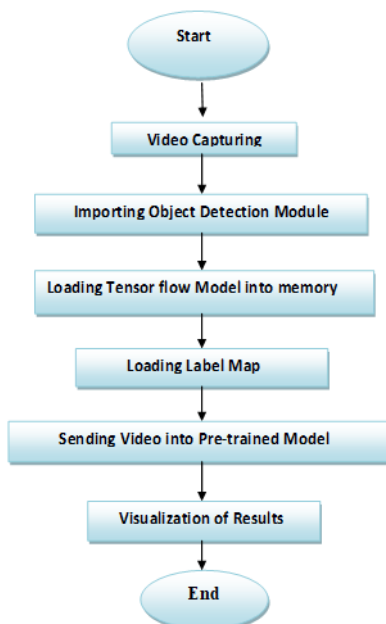 Start
Video Capturing
Importing Object Detection Module
Loading Tensor flow Model into memory
Loading Label Map
Sending Video into Pre-trained Model
Visualization of Results
End